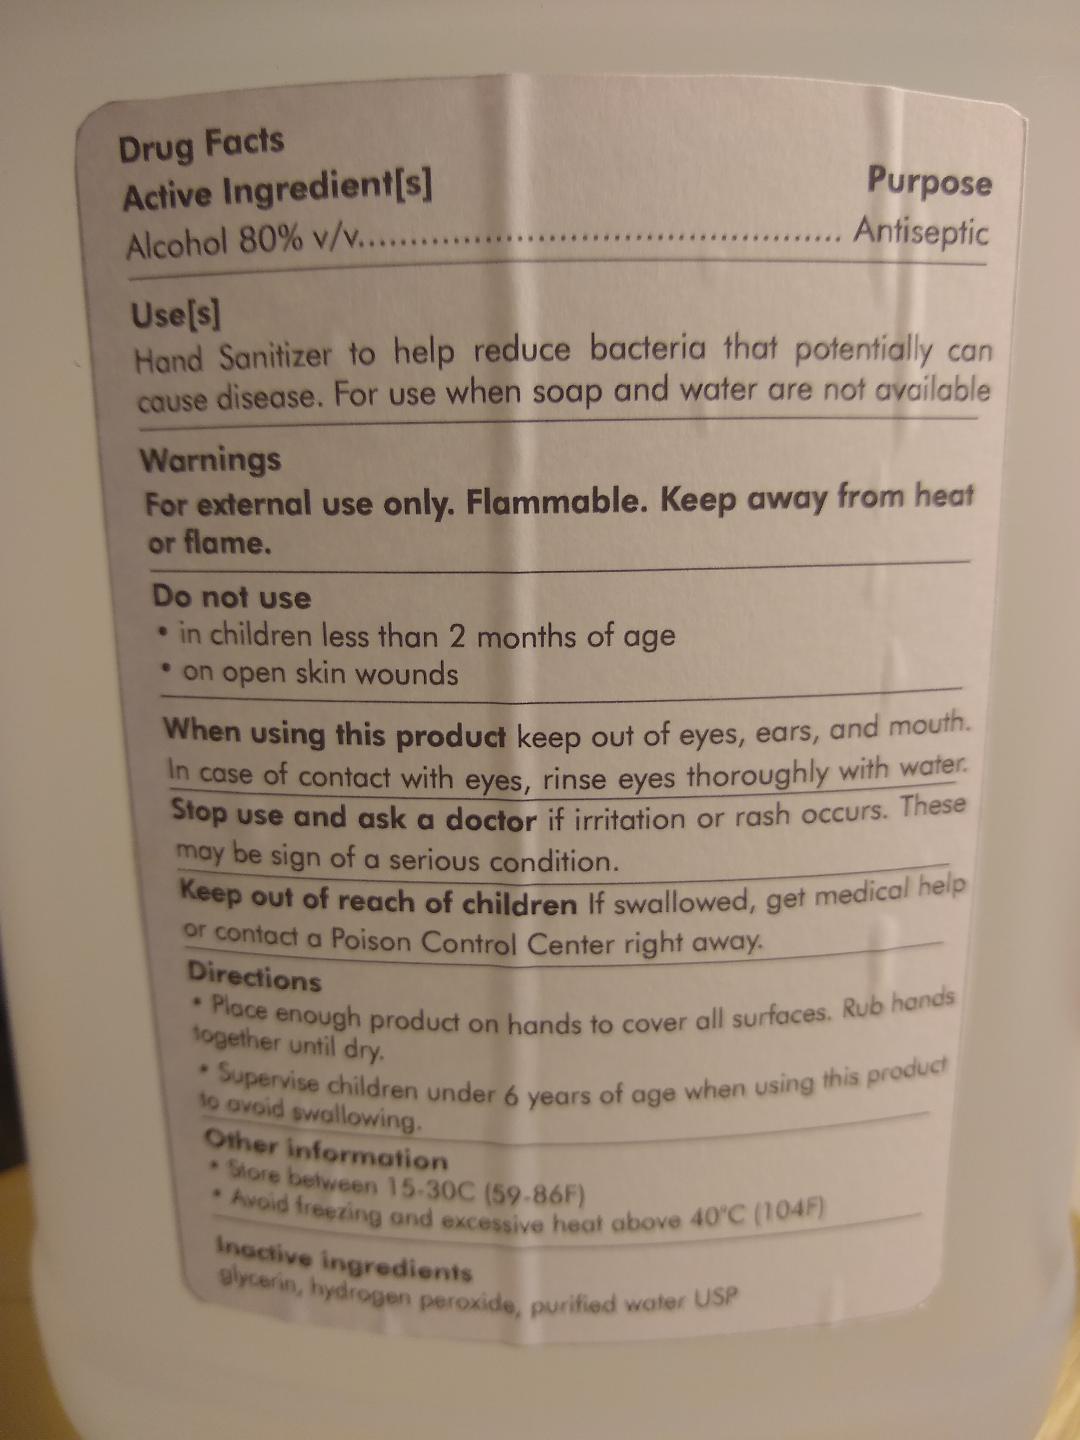 Drug Facts
Active Ingredient[s] Purpose
Alcohol 80% v/v.............................................. Antiseptic
Use[s]
Hand Sanitizer to help reduce bacteria that potentially can
cause disease. For use when soap and water are not available
Warnings
For external use only. Flammable. Keep away from heat
or flame.
Do not use
• in children less than 2 months of age
• on open skin wounds
When using this product keep out of eyes, ears, and mouth.
In case of contact with eyes, rinse eyes thoroughly with water.
Stop use and ask a doctor if irritation or rash occurs. These
may be sign of a serious condition.
Keep out of reach of children If swallowed, get medical help
or contact a Poison Control Center right away.
Directions
• Place enough product on hands to cover all surfaces. Rub hands
together until dry.
• Supervise children under 6 years of age when using this product
to avoid swallowing.
Other information
• Store between 15-30C (59-86F)
• Avoid freezing and excessive heat above 40°C (104F)
Inactive ingredients
glycerin, hydrogen peroxide, purified water USP